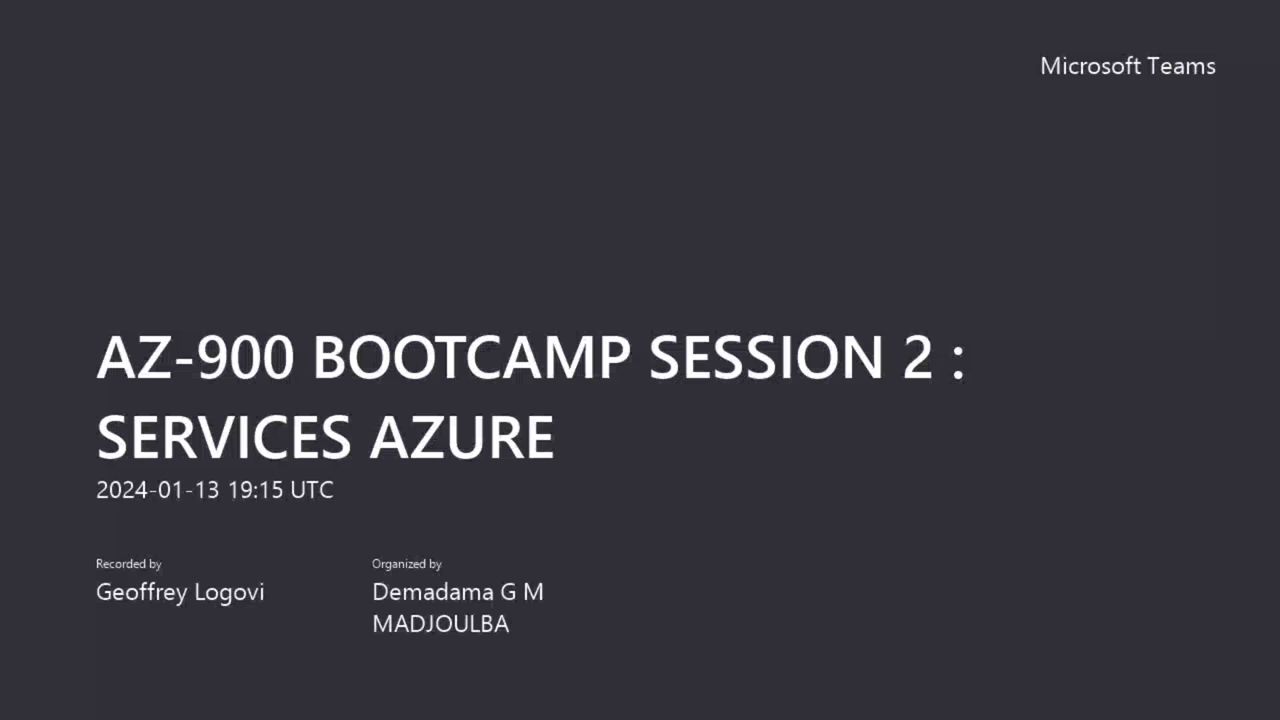 Microsoft Teams
AZ-900 BOOTCAMP SESSION 2 :
SERVICES AZURE
2024-01-13 19:15 UTC
Recorded by
Geoffrey Logovi
Organized by
Demadama G M
MADJOULBA